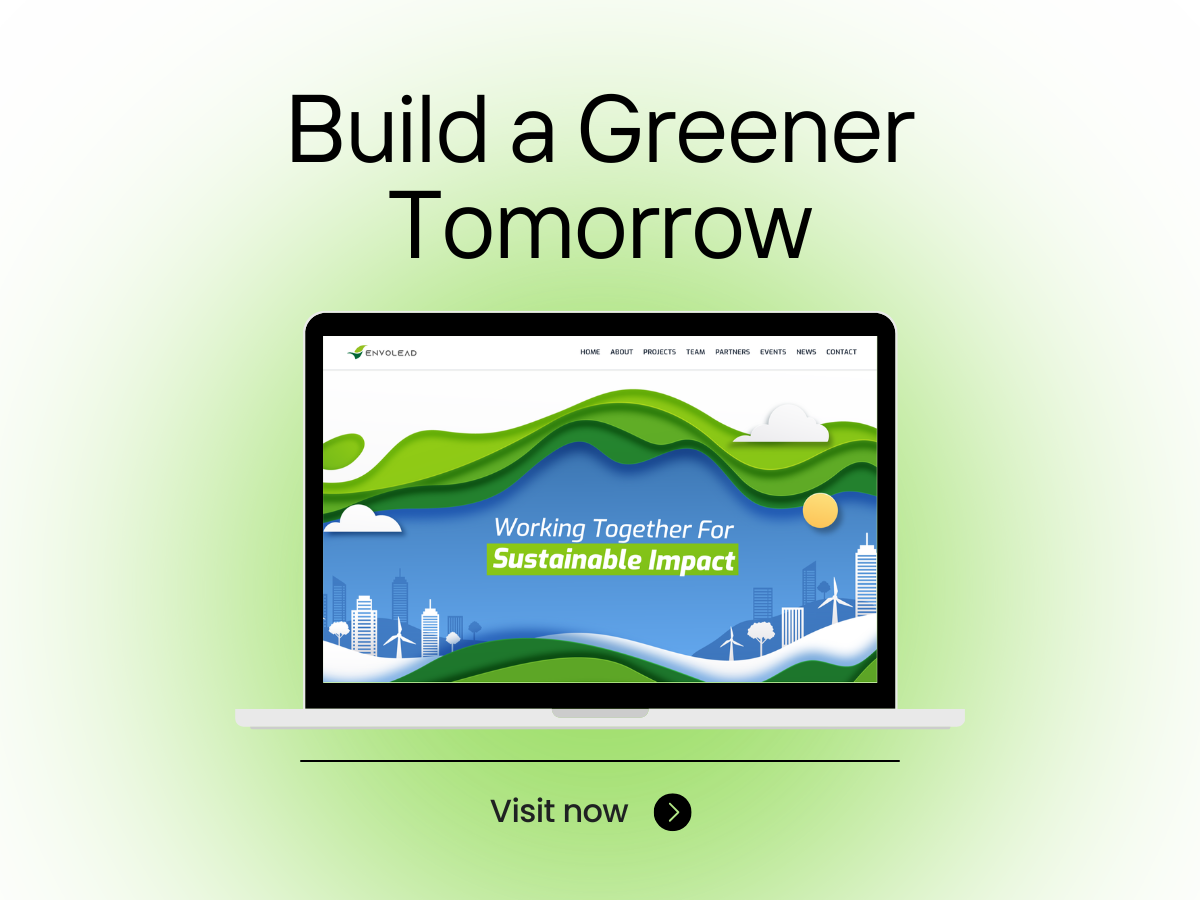 Build a Greener
Tomorrow
ENVOLEAD
HOME ABOUT PROJECTS TEAM PARTNERS EVENTS NEWS CONTACT
Working Together For
Sustainable Impact
Visit now